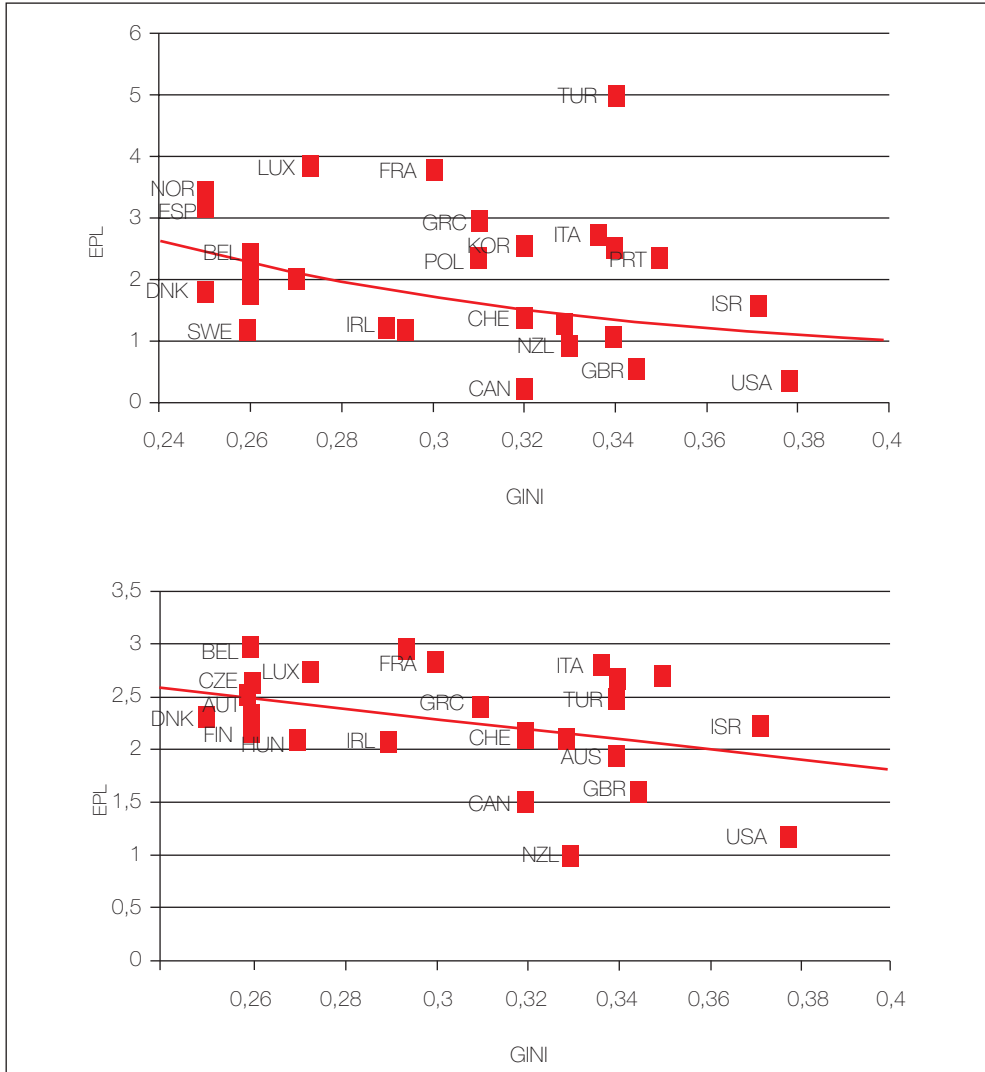 6
5
TUR
4
LUX
FRA
NOR
ESP
3
GRC
ITA
KOR
EPL
BEL
POL
PRT
2
DNK
ISR
SWE
IRL
CHE
1
NZL
GBR
CAN
USA
0
0,24 0,26 0,28 0,3 0,32 0,34 0,36 0,38 0,4
GINI
3,5
3
BEL
LUX
FRA
ITA
CZE
2,5
AUT
GRC
TUR
DNK
ISR
FIN
HUN
IRL
CHE
2
AUS
GBR
1,5
CAN
EPL
USA
1
NZL
0,5
0
0,26 0,28 0,3 0,32 0,34 0,36 0,38 0,4
GINI